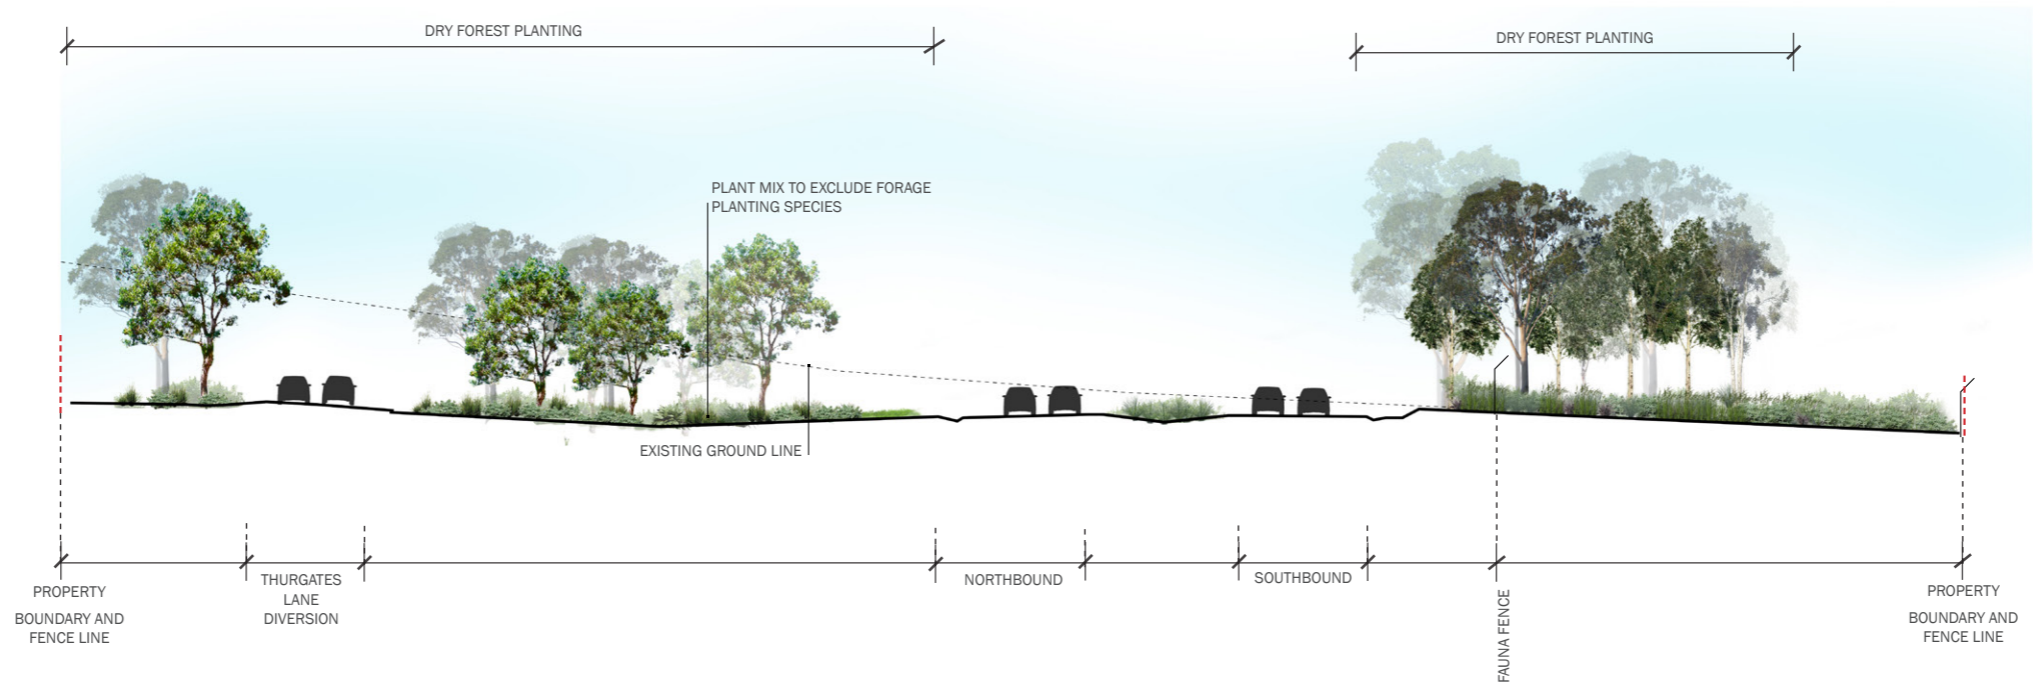 DRY FOREST PLANTING
DRY FOREST PLANTING
PLANT MIX TO EXCLUDE FORAGE
PLANTING SPECIES
EXISTING GROUND LINE
PROPERTY
BOUNDARY AND
FENCE LINE
THURGATES
LANE
DIVERSION
NORTHBOUND
SOUTHBOUND
FAUNA FENCE
PROPERTY
BOUNDARY AND
FENCE LINE